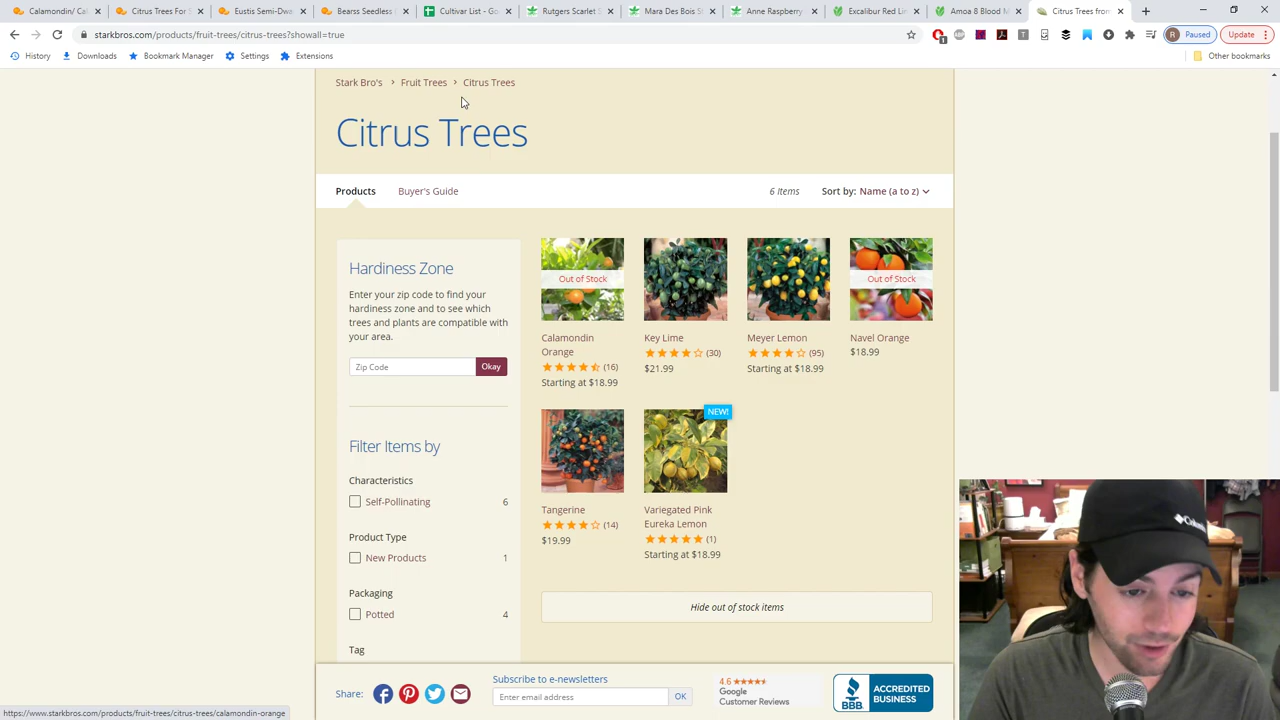 Calamondin/ Cal
Citrus Trees For S
Eustis Semi-Dwa
Bearss Seedless
Cultivar List - Go
Rutgers Scarlet S
Mara Des Bois St
Anne Raspberry
Excalibur Red Lim
Amoa 8 Blood M
Citrus Trees from
starkbros.com/products/fruit-trees/citrus-trees?showall=true
1
R Paused
Update
History
Downloads
Bookmark Manager
Settings
Extensions
Other bookmarks
Stark Bro's > Fruit Trees > Citrus Trees
Citrus Trees
Products
Buyer's Guide
6 Items
Sort by: Name (a to z)
Hardiness Zone
Enter your zip code to find your
hardiness zone and to see which
trees and plants are compatible with
your area.
Zip Code
Okay
Filter Items by
Characteristics
Self-Pollinating 6
Product Type
New Products 1
Packaging
Potted 4
Tag
Out of Stock
Calamondin
Orange
(16)
Starting at $18.99
Key Lime
(30)
$21.99
Meyer Lemon
(95)
Starting at $18.99
Out of Stock
Navel Orange
$18.99
Tangerine
(14)
$19.99
NEW!
Variegated Pink
Eureka Lemon
(1)
Starting at $18.99
Hide out of stock items
Share:
Subscribe to e-newsletters
Enter email address
OK
4.6
Google
Customer Reviews
BBB
ACCREDITED
BUSINESS
Columbia
https://www.starkbros.com/products/fruit-trees/citrus-trees/calamondin-orange